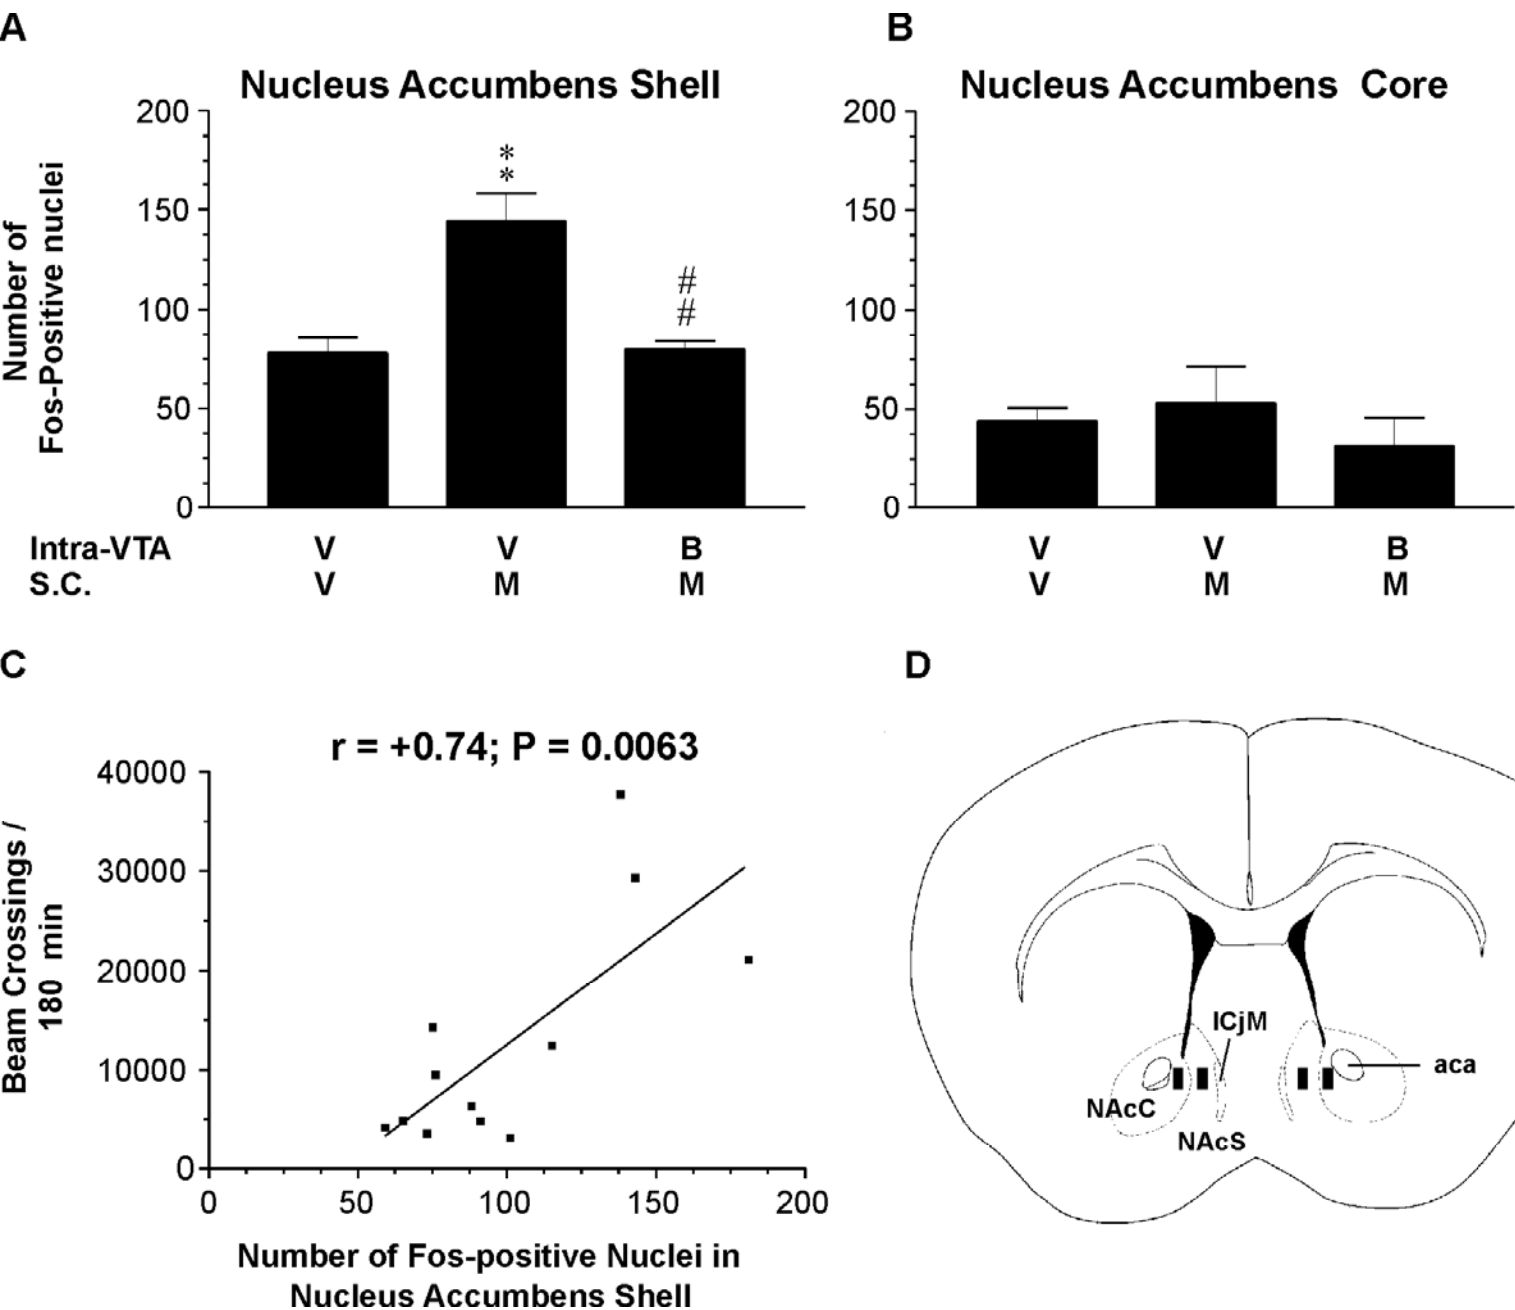 A
B
Nucleus Accumbens Shell
Nucleus Accumbens Core
Number of
Fos-Positive nuclei
200
150
100
50
0
**
##
200
150
100
50
0
Intra-VTA V V B
S.C. V M M
V V B
V M M
C
D
r = +0.74; P = 0.0063
Beam Crossings /
180 min
40000
30000
20000
10000
0
0 50 100 150 200
Number of Fos-positive Nuclei in
Nucleus Accumbens Shell
ICjM
aca
NAcC
NAcS